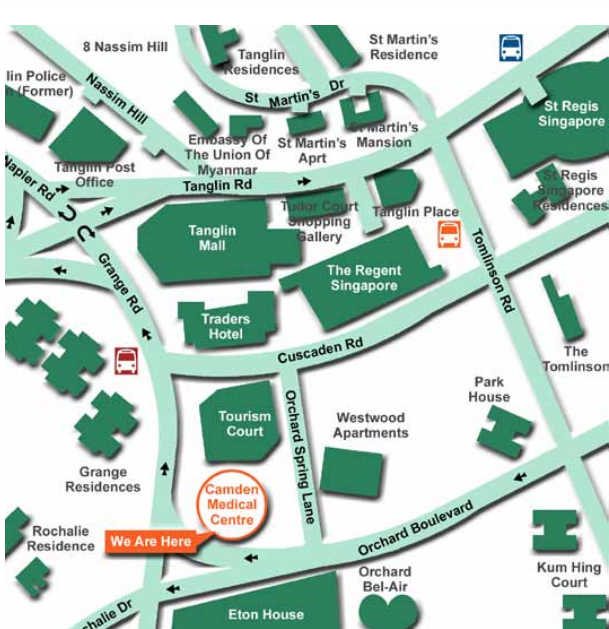 8 Nassim Hill
Tanglin
Residences
St Martin's
Residence
lin Police
(Former)
Nassim Hill
St Martin's Dr
St Regis
Singapore
Embassy Of
The Union Of
Myanmar
St Martin's
Aprt
St Martin's
Mansion
Tanglin Post
Office
Napier Rd
Tanglin Rd
St Regis
Singapore
Residences
Tudor Court
Shopping
Gallery
Tanglin Place
Tanglin
Mall
Tomlinson Rd
Grange Rd
The Regent
Singapore
Traders
Hotel
Cuscaden Rd
The
Tomlinson
Park
House
Tourism
Court
Orchard Spring Lane
Westwood
Apartments
Grange
Residences
Camden
Medical
Centre
We Are Here
Rochalie
Residence
Orchard Boulevard
Orchard
Bel-Air
Kum Hing
Court
halie Dr
Eton House